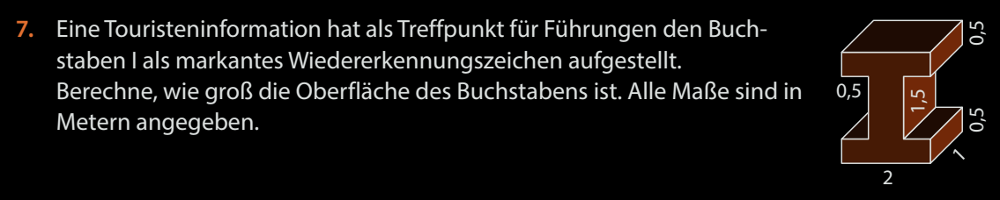 7. Eine Touristeninformation hat als Treffpunkt für Führungen den Buch-
staben I als markantes Wiedererkennungszeichen aufgestellt.
Berechne, wie groß die Oberfläche des Buchstabens ist. Alle Maße sind in
Metern angegeben.
0,5
0,5
1,5
0,5
1
2